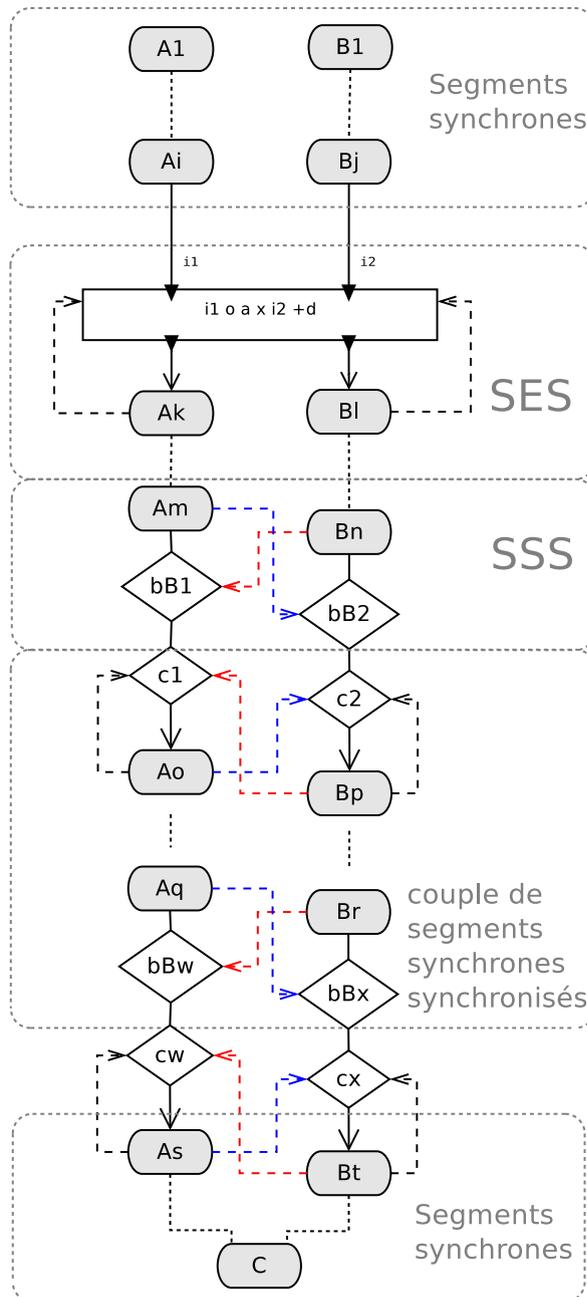 A1
B1
Segments
synchrones
Ai
Bj
i1
i2
i1 o a x i2 +d
Ak
Bl
SES
Am
Bn
SSS
bB1
bB2
c1
c2
Ao
Bp
Aq
Br
couple de
segments
synchrones
synchronisés
bBw
bBx
cw
cx
As
Bt
Segments
synchrones
C